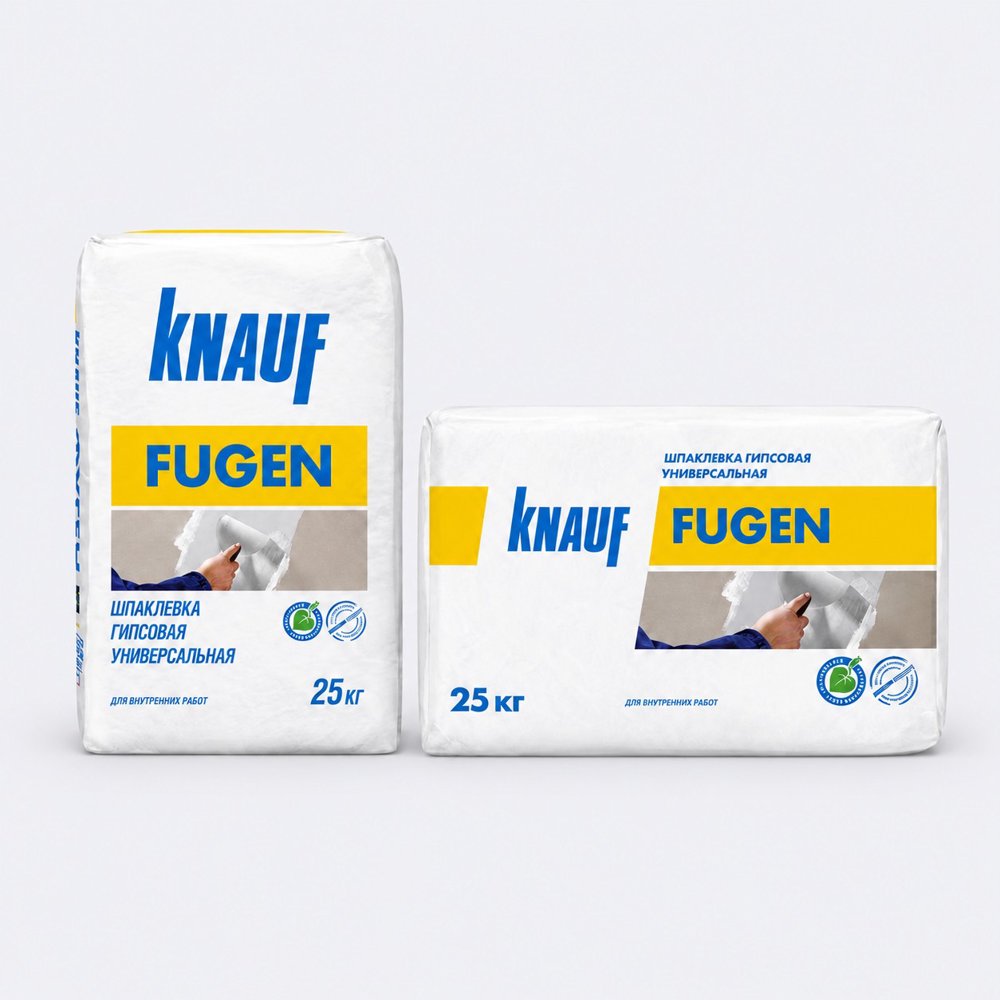 KNAUF
FUGEN
ШПАКЛЕВКА
ГИПСОВАЯ
УНИВЕРСАЛЬНАЯ
ДЛЯ ВНУТРЕННИХ РАБОТ
25 КГ
ШПАКЛЕВКА ГИПСОВАЯ
УНИВЕРСАЛЬНАЯ
KNAUF
FUGEN
25 КГ
ДЛЯ ВНУТРЕННИХ РАБОТ